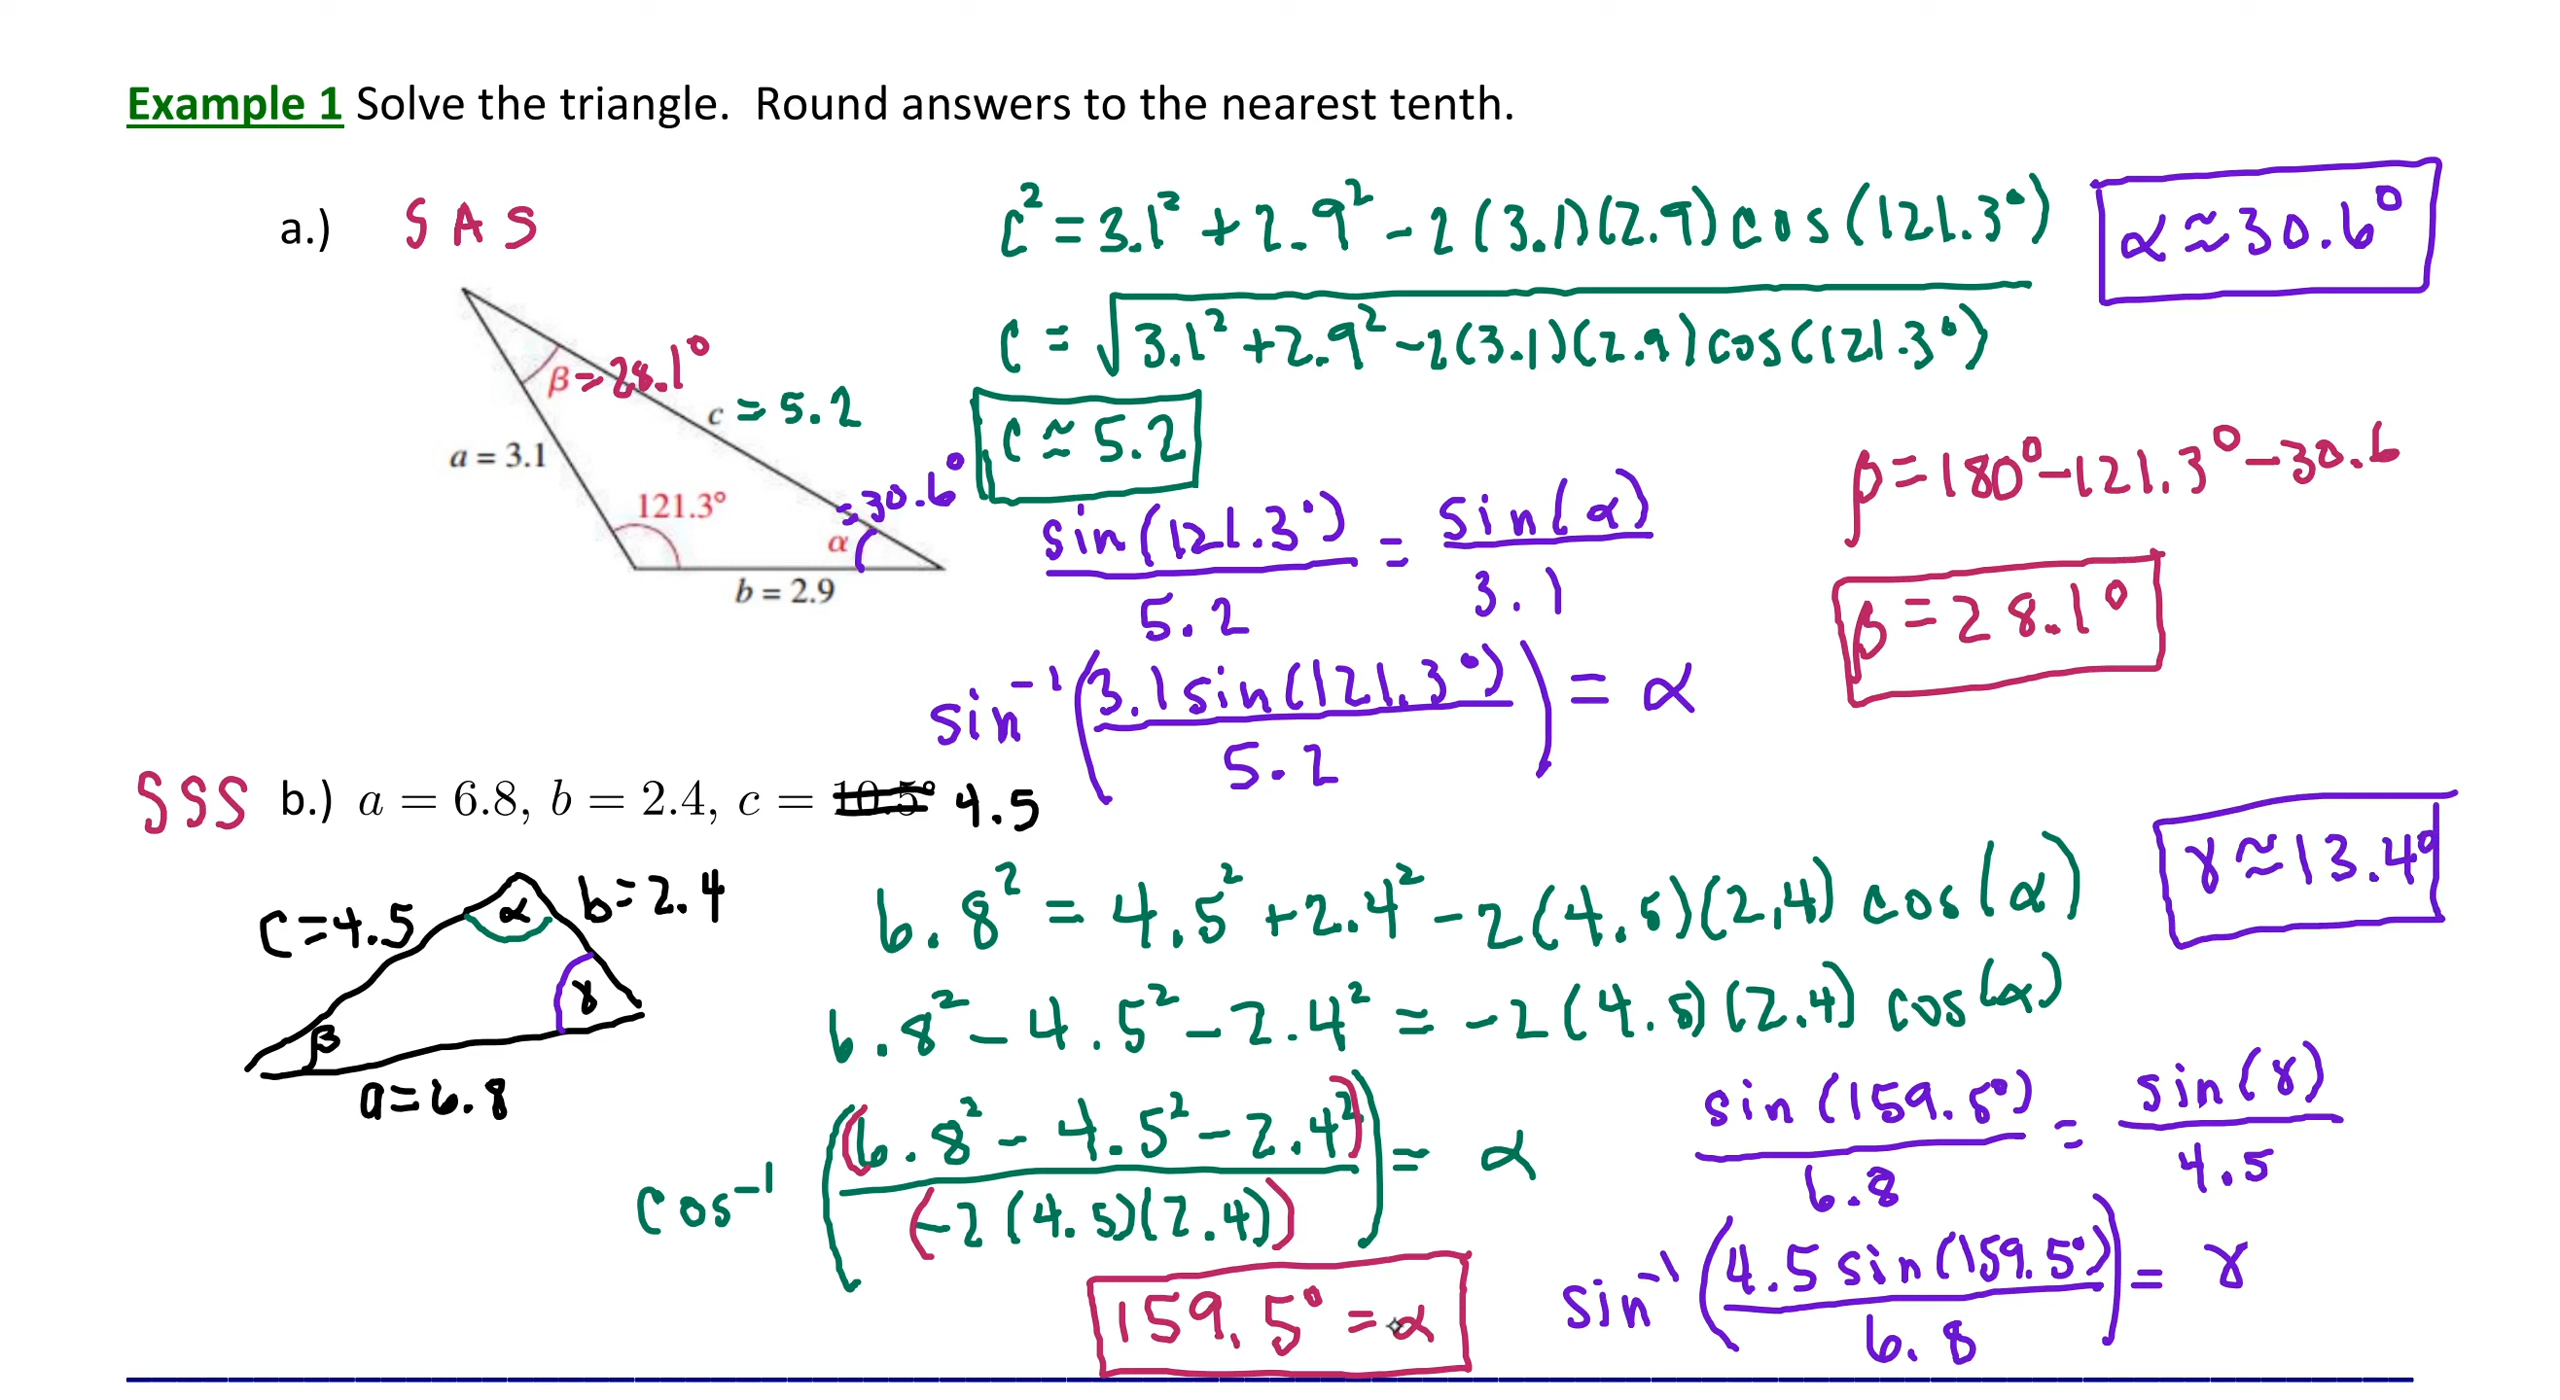 Example 1 Solve the triangle. Round answers to the nearest tenth.
a.) SAS
β = 28.1°
c = 5.2
a = 3.1
121.3°
α = 30.6°
b = 2.9
c² = 3.1² + 2.9² - 2(3.1)(2.9)cos(121.3°)
c = √3.1² + 2.9² - 2(3.1)(2.9)cos(121.3°)
c ≈ 5.2
sin(121.3°)/5.2 = sin(α)/3.1
sin⁻¹(3.1 sin(121.3°)/5.2) = α
α ≈ 30.6°
β = 180° - 121.3° - 30.6
β = 28.1°
SSS b.) a = 6.8, b = 2.4, c = 10.5° 4.5
c = 4.5
α
b = 2.4
γ
β
a = 6.8
6.8² = 4.5² + 2.4² - 2(4.5)(2.4) cos(α)
6.8² - 4.5² - 2.4² = -2(4.5)(2.4) cos(α)
cos⁻¹((6.8² - 4.5² - 2.4²)/(-2(4.5)(2.4))) = α
159.5° = α
sin(159.5°)/6.8 = sin(γ)/4.5
sin⁻¹(4.5 sin(159.5°)/6.8) = γ
γ ≈ 13.4°